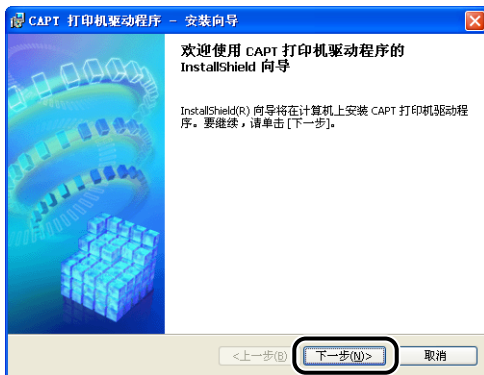 CAPT 打印机驱动程序 - 安装向导
欢迎使用 CAPT 打印机驱动程序的
InstallShield 向导
InstallShield(R) 向导将在计算机上安装 CAPT 打印机驱动程
序。要继续，请单击 [下一步]。
<上一步(B) 下一步(N)> 取消